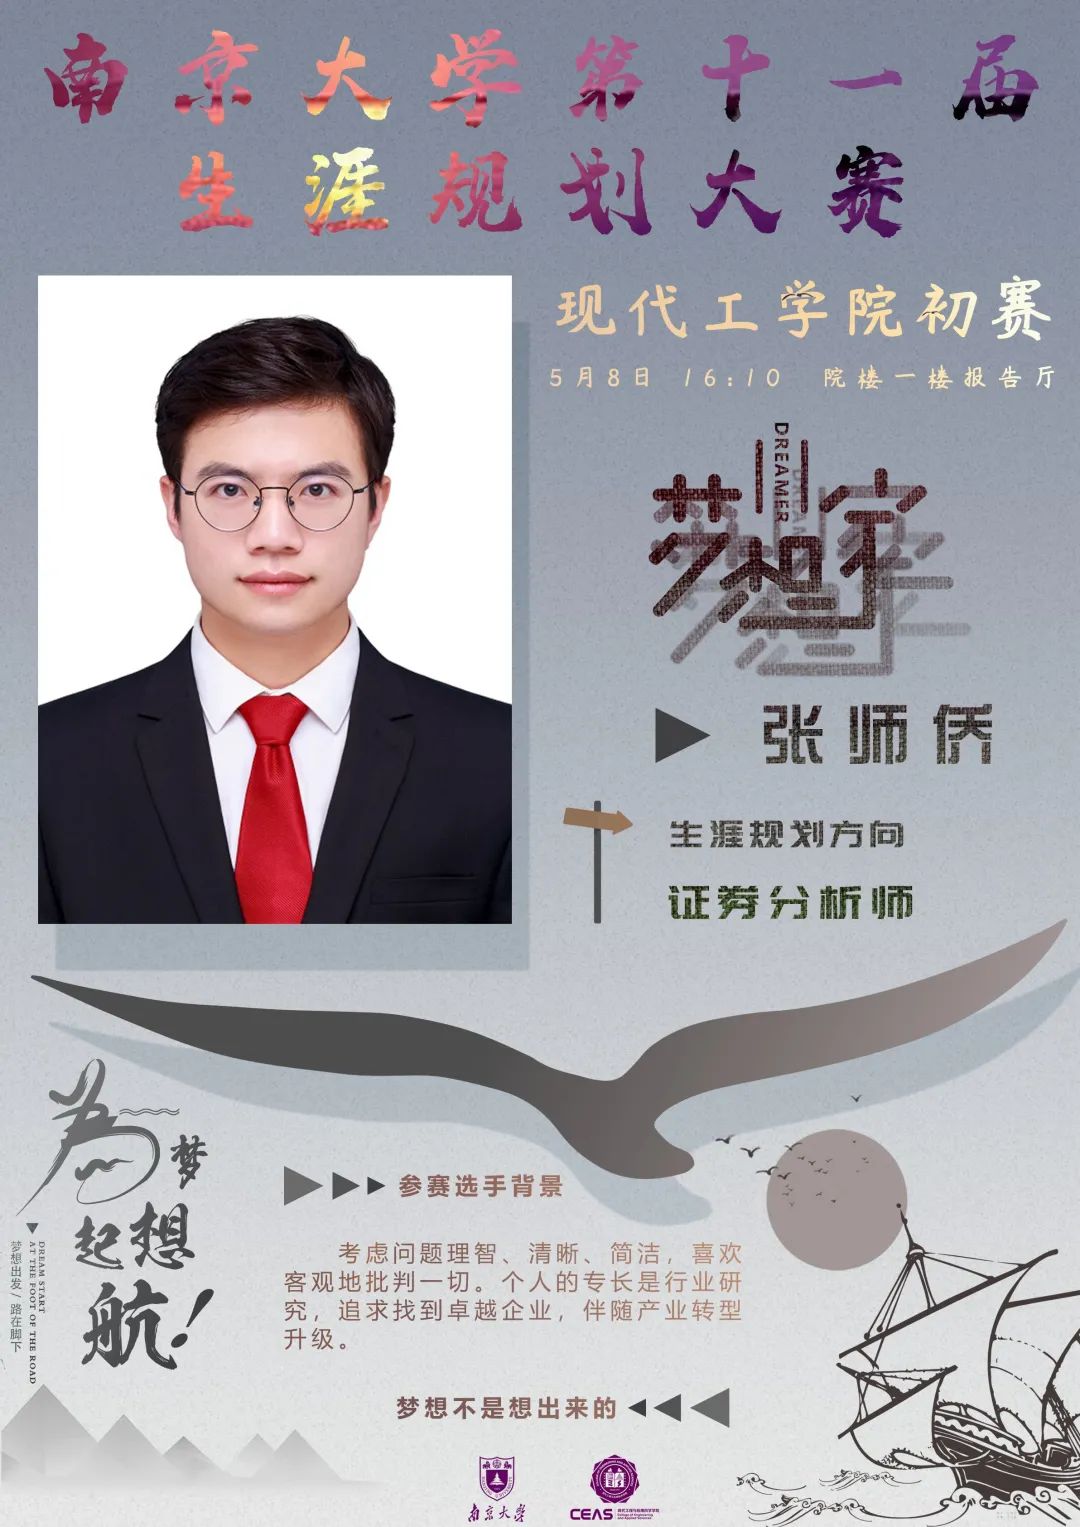 南京大学第十一届
生涯规划大赛
现代工学院初赛
5月8日 16:10 院楼一楼报告厅
DREAMER
梦想家
张师侨
生涯规划方向
证券分析师
为梦
想
起
航!
DREAM START
AT THE FOOT OF THE ROAD
梦想出发/路在脚下
参赛选手背景
考虑问题理智、清晰、简洁，喜欢
客观地批判一切。个人的专长是行业研
究，追求找到卓越企业，伴随产业转型
升级。
梦想不是想出来的
南京大学
CEAS